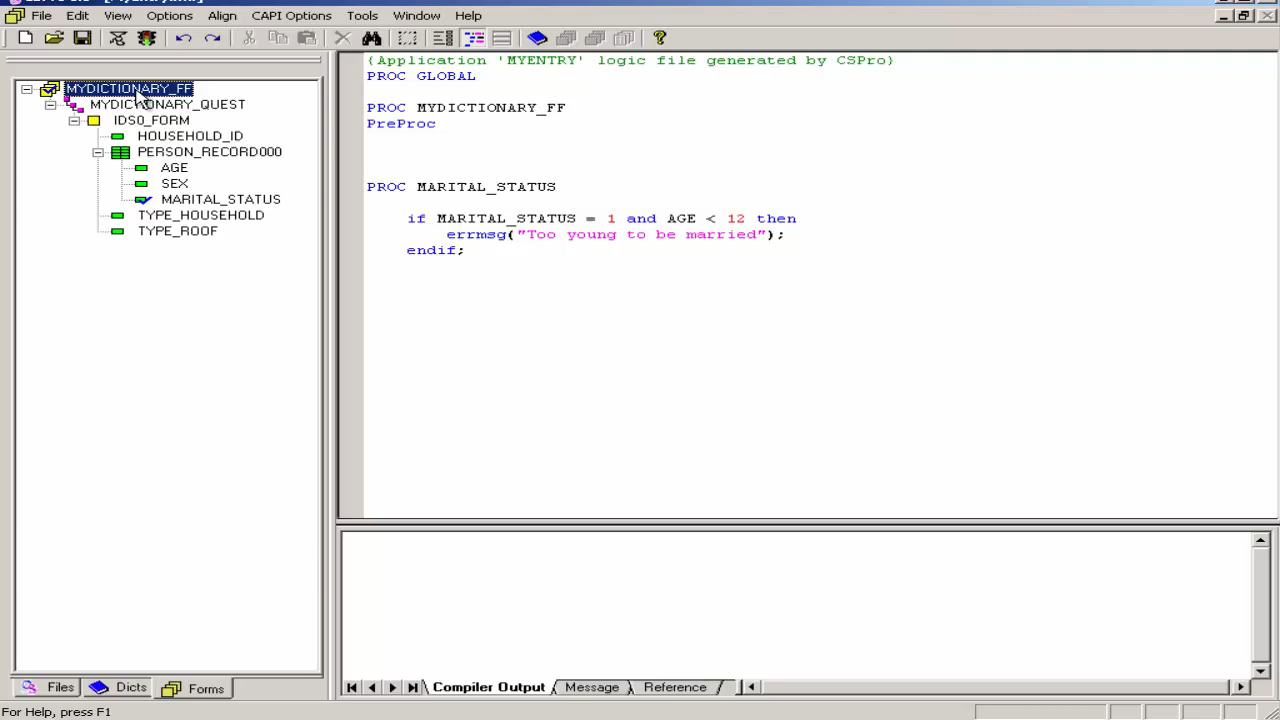 File Edit View Options Align CAPI Options Tools Window Help
MYDICTIONARY_FF
MYDICTIONARY_QUEST
IDS0_FORM
HOUSEHOLD_ID
PERSON_RECORD000
AGE
SEX
MARITAL_STATUS
TYPE_HOUSEHOLD
TYPE_ROOF
Files Dicts Forms
{Application 'MYENTRY' logic file generated by CSPro}
PROC GLOBAL
PROC MYDICTIONARY_FF
PreProc
PROC MARITAL_STATUS
if MARITAL_STATUS = 1 and AGE < 12 then
errmsg("Too young to be married");
endif;
Compiler Output Message Reference
For Help, press F1